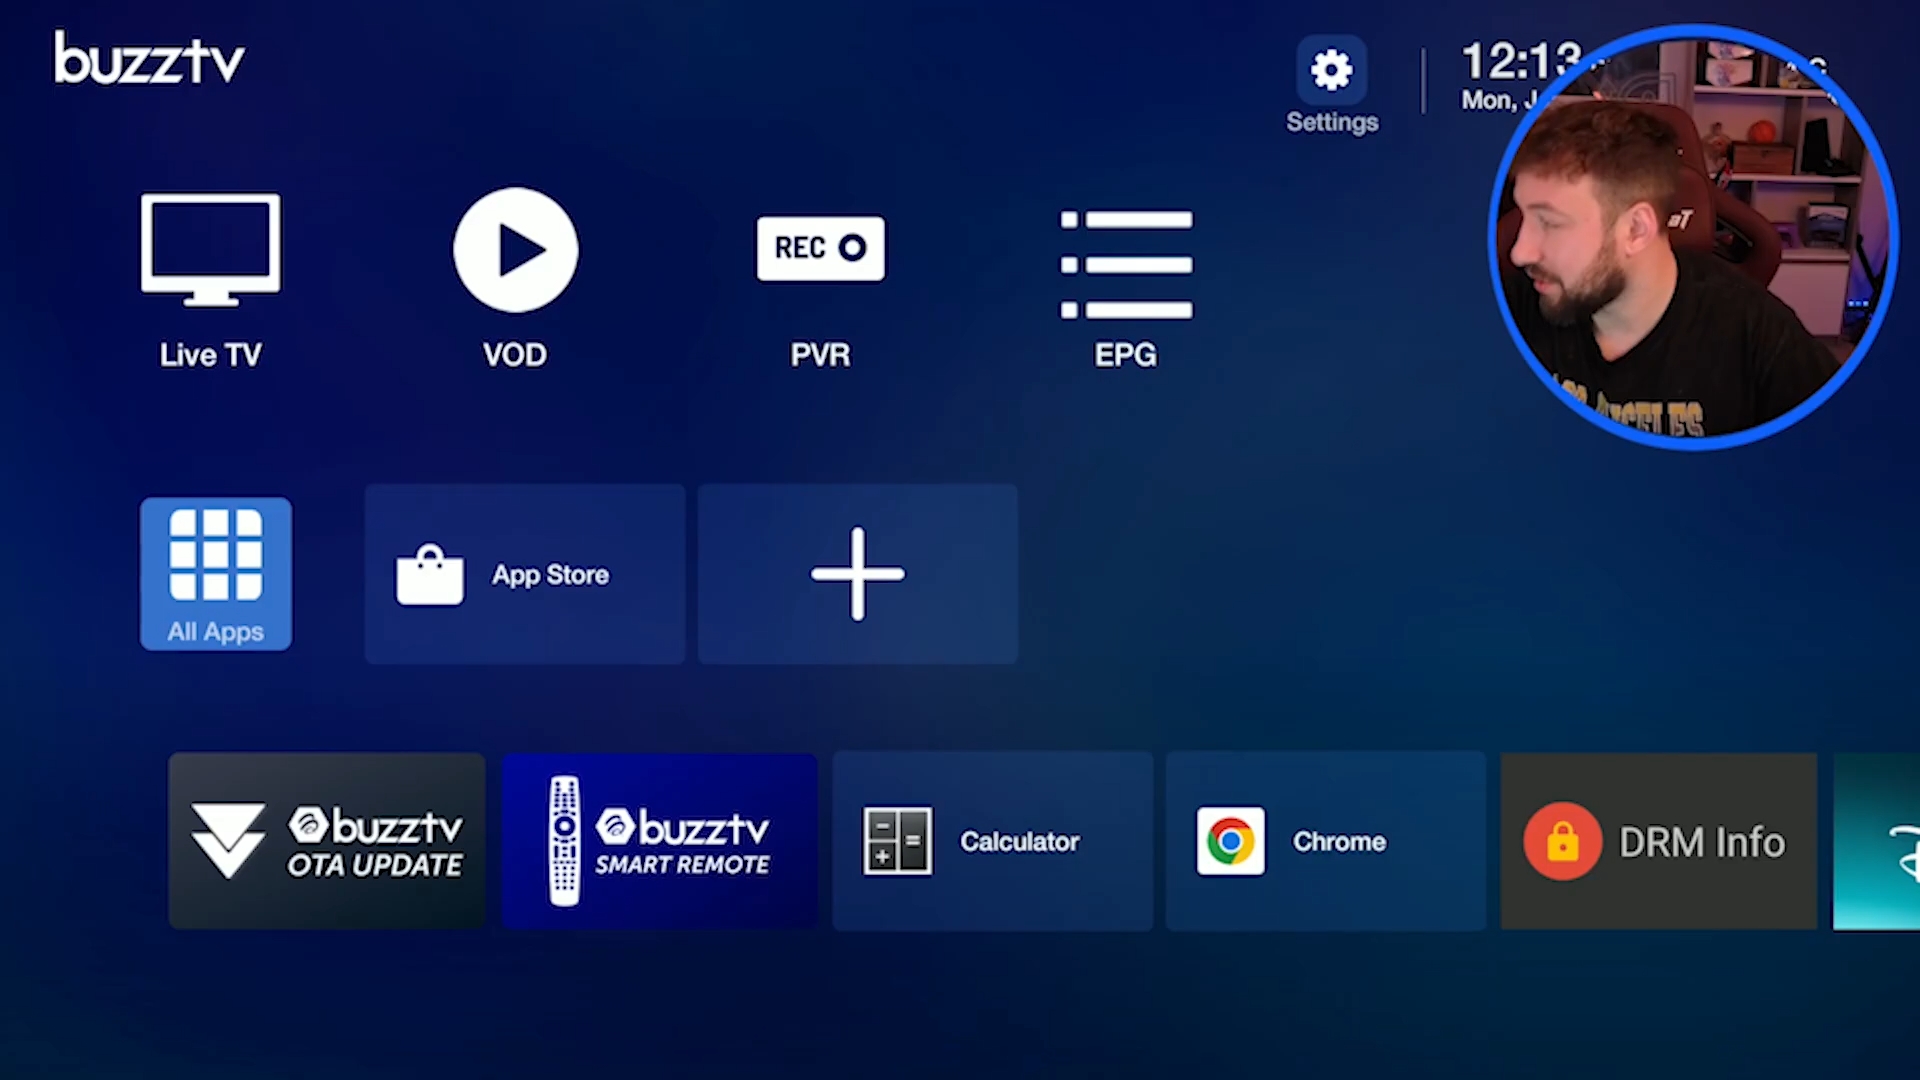 buzztv
Settings
12:13
Mon,
Live TV
VOD
REC
PVR
EPG
All Apps
App Store
buzztv
OTA UPDATE
buzztv
SMART REMOTE
Calculator
Chrome
DRM Info